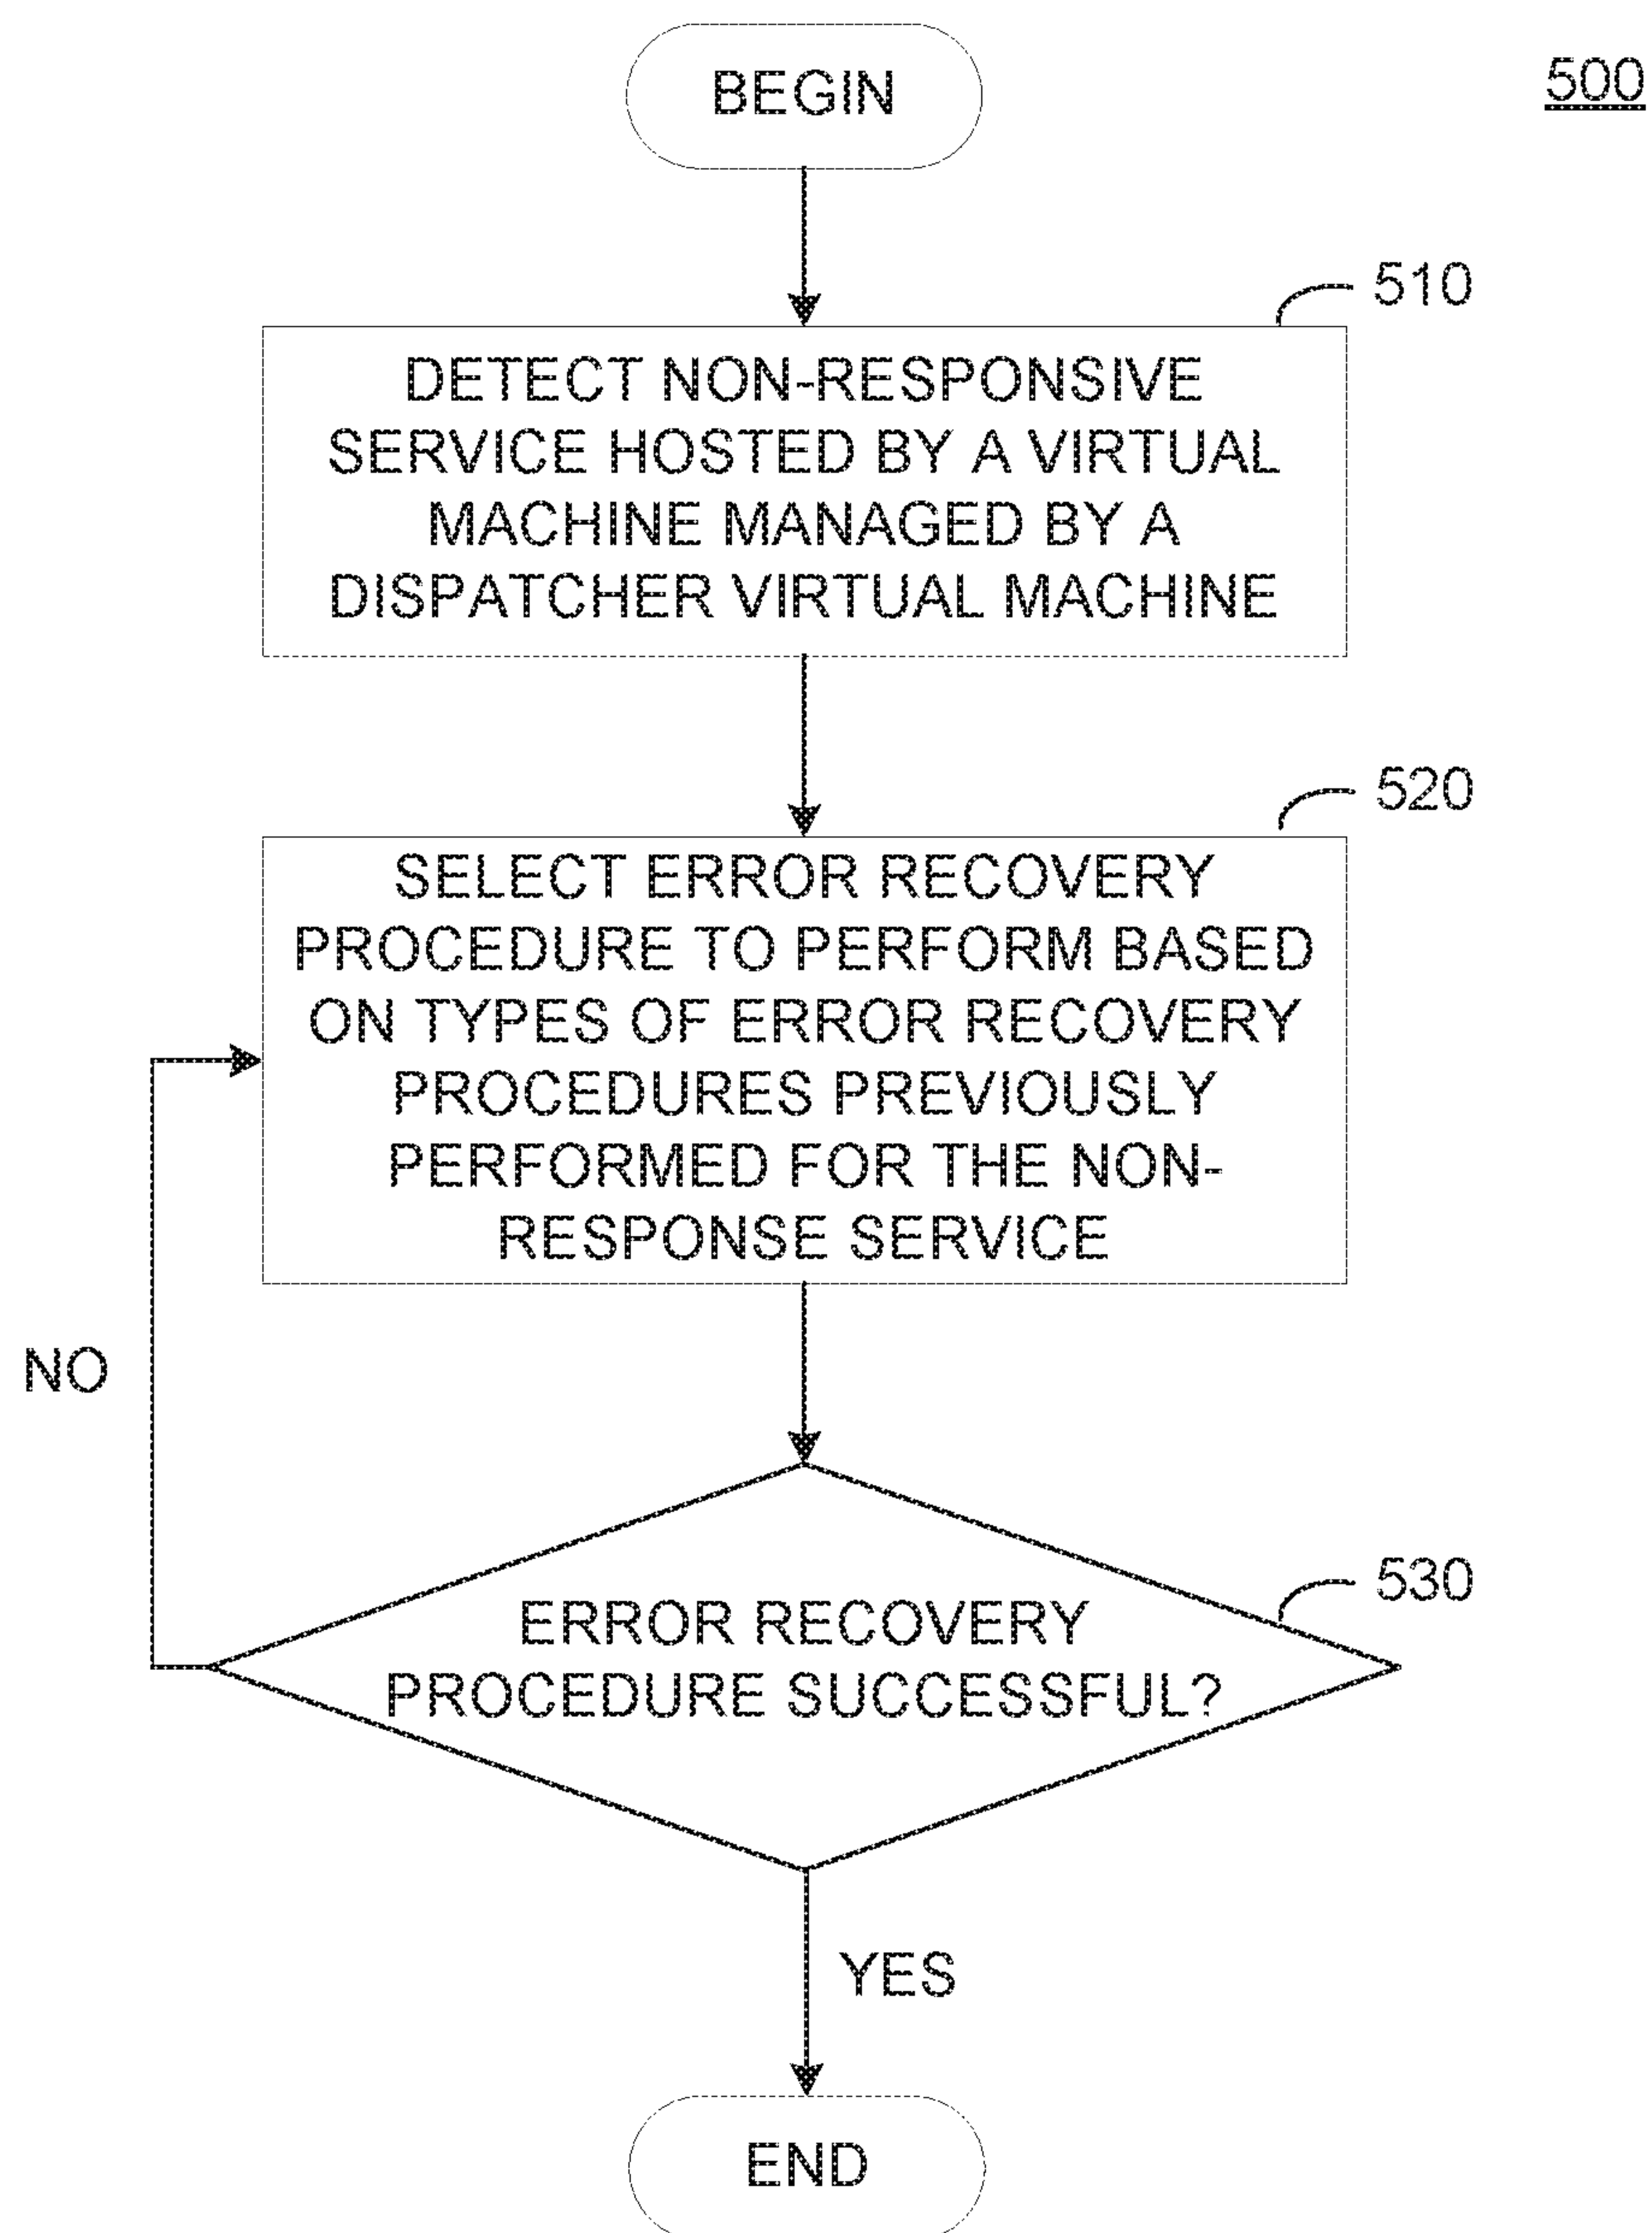 BEGIN
500
510
DETECT NON-RESPONSIVE
SERVICE HOSTED BY A VIRTUAL
MACHINE MANAGED BY A
DISPATCHER VIRTUAL MACHINE
520
SELECT ERROR RECOVERY
PROCEDURE TO PERFORM BASED
ON TYPES OF ERROR RECOVERY
PROCEDURES PREVIOUSLY
PERFORMED FOR THE NON-
RESPONSE SERVICE
NO
530
ERROR RECOVERY
PROCEDURE SUCCESSFUL?
YES
END